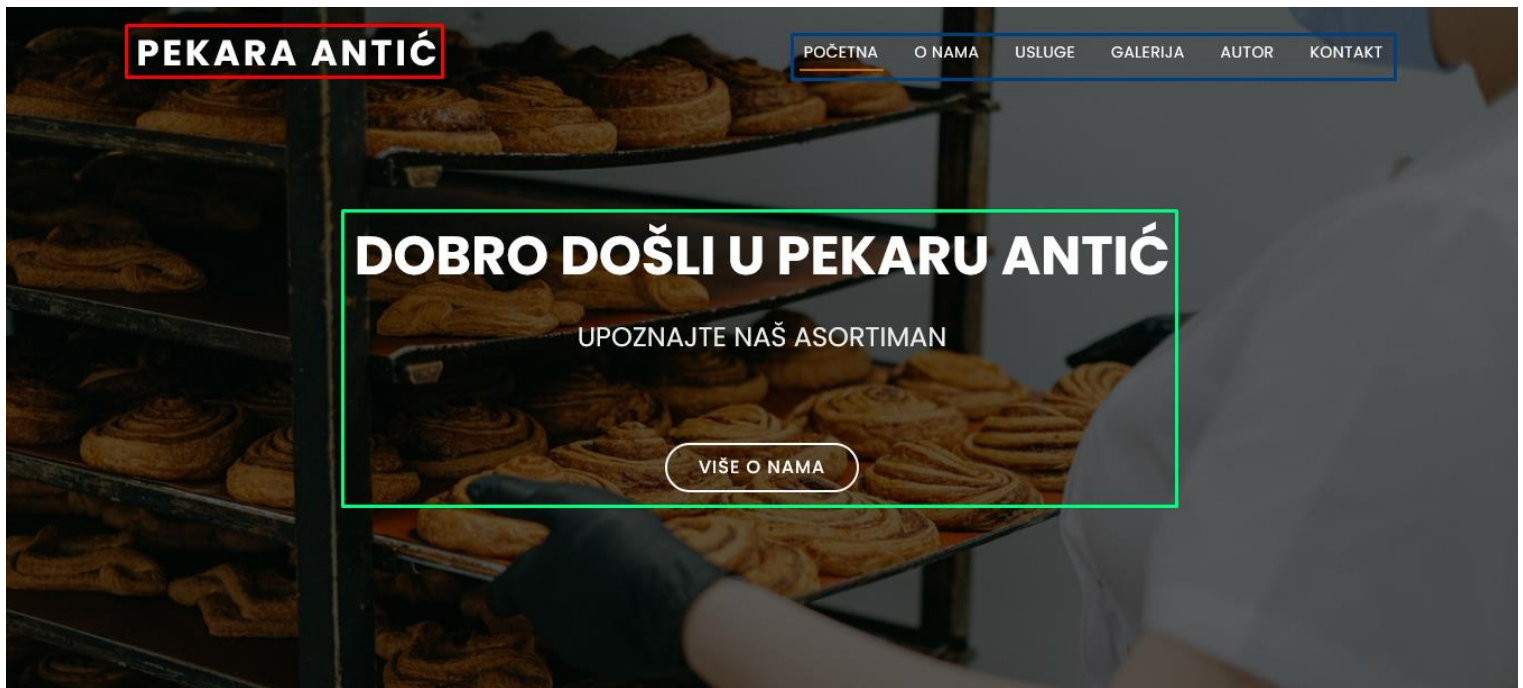 PEKARA ANTIĆ
POČETNA O NAMA USLUGE GALERIJA AUTOR KONTAKT
DOBRO DOŠLI U PEKARU ANTIĆ
UPOZNAJTE NAŠ ASORTIMAN
VIŠE O NAMA